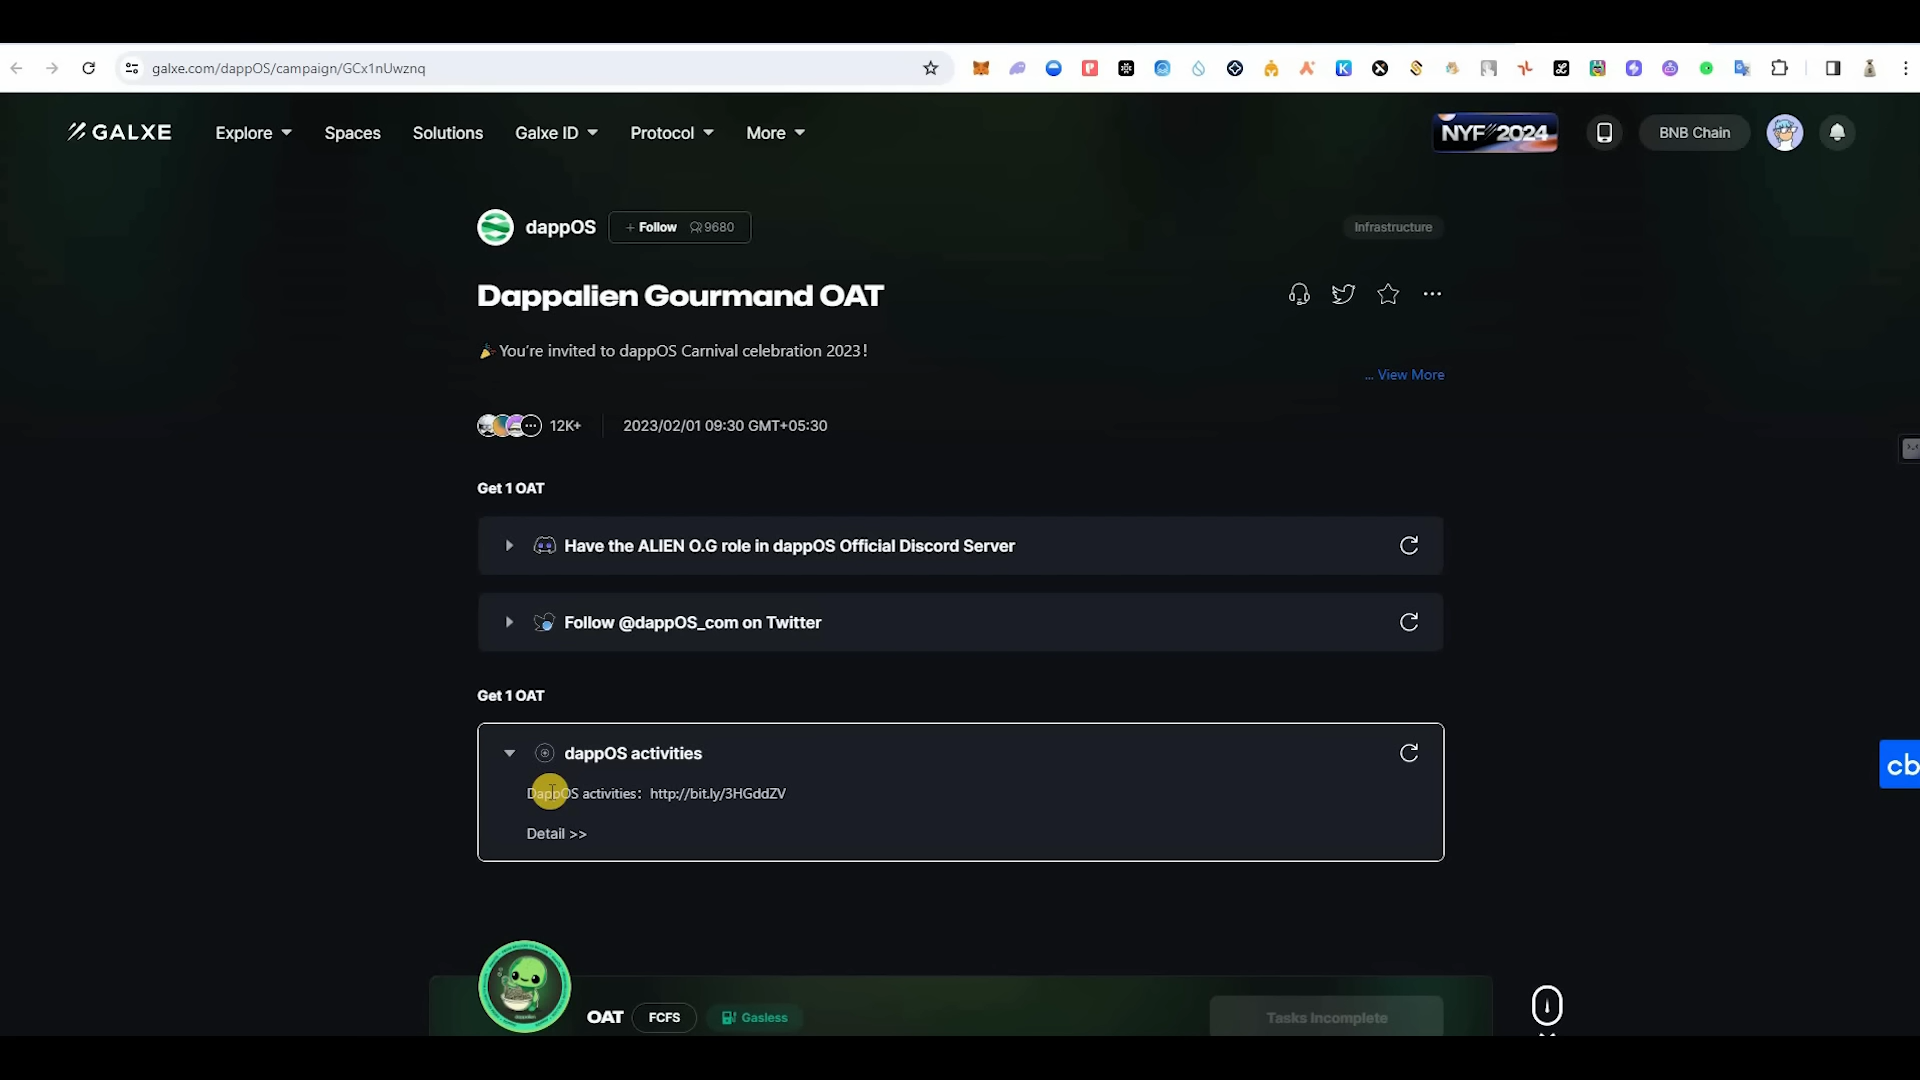 galxe.com/dappOS/campaign/GCx1nUwznq
GALXE
Explore
Spaces
Solutions
Galxe ID
Protocol
More
NYF 2024
BNB Chain
dappOS
+ Follow 9680
Infrastructure
Dappalien Gourmand OAT
You're invited to dappOS Carnival celebration 2023!
... View More
12K+
2023/02/01 09:30 GMT+05:30
Get 1 OAT
Have the ALIEN O.G role in dappOS Official Discord Server
Follow @dappOS_com on Twitter
Get 1 OAT
dappOS activities
DappOS activities: http://bit.ly/3HGddZV
Detail >>
cb
OAT
FCFS
Gasless
Tasks Incomplete